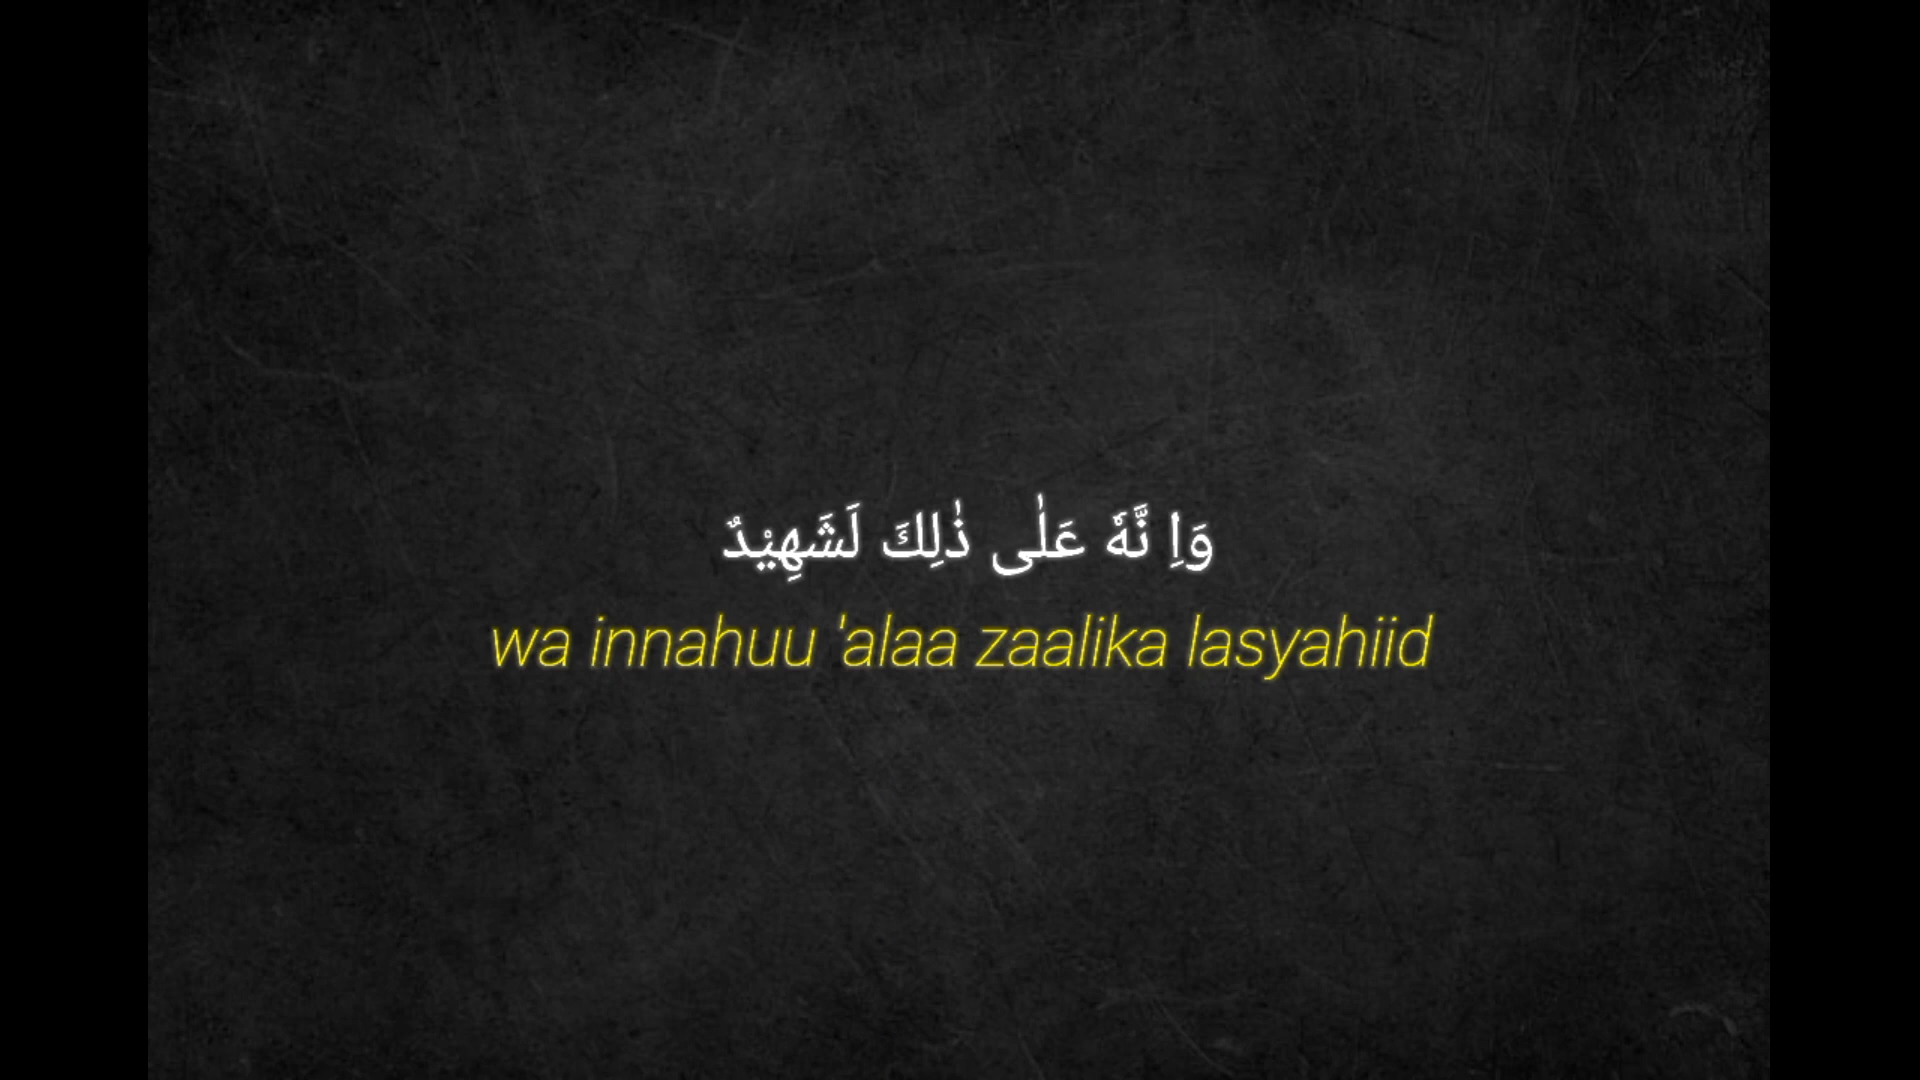 وَاِ نَّهٗ عَلٰى ذٰلِكَ لَشَهِيْدٌ
wa innahuu 'alaa zaalika lasyahiid